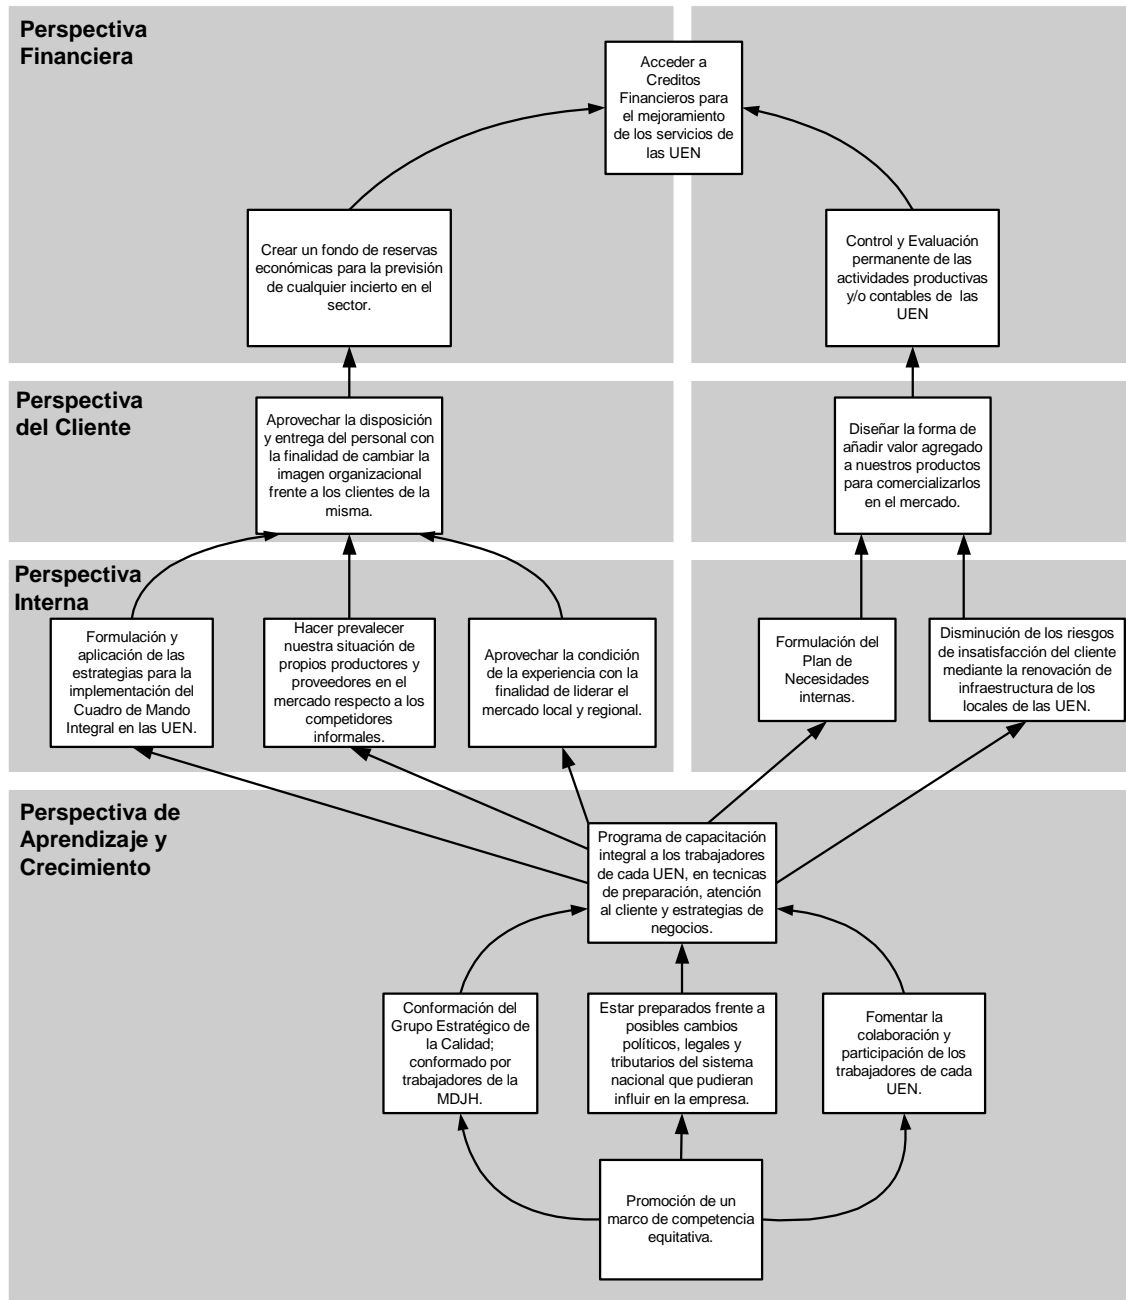 Perspectiva
Financiera
Acceder a
Creditos
Financieros para
el mejoramiento
de los servicios de
las UEN
Crear un fondo de reservas
económicas para la previsión
de cualquier incierto en el
sector.
Control y Evaluación
permanente de las
actividades productivas
y/o contables de las
UEN
Perspectiva
del Cliente
Aprovechar la disposición
y entrega del personal con
la finalidad de cambiar la
imagen organizacional
frente a los clientes de la
misma.
Diseñar la forma de
añadir valor agregado
a nuestros productos
para comercializarlos
en el mercado.
Perspectiva
Interna
Formulación y
aplicación de las
estrategias para la
implementación del
Cuadro de Mando
Integral en las UEN.
Hacer prevalecer
nuestra situación de
propios productores y
proveedores en el
mercado respecto a los
competidores
informales.
Aprovechar la condición
de la experiencia con la
finalidad de liderar el
mercado local y regional.
Formulación del
Plan de
Necesidades
internas.
Disminución de los riesgos
de insatisfacción del cliente
mediante la renovación de
infraestructura de los
locales de las UEN.
Perspectiva de
Aprendizaje y
Crecimiento
Programa de capacitación
integral a los trabajadores
de cada UEN, en tecnicas
de preparación, atención
al cliente y estrategias de
negocios.
Conformación del
Grupo Estratégico de
la Calidad;
conformado por
trabajadores de la
MDJH.
Estar preparados frente a
posibles cambios
políticos, legales y
tributarios del sistema
nacional que pudieran
influir en la empresa.
Fomentar la
colaboración y
participación de los
trabajadores de cada
UEN.
Promoción de un
marco de competencia
equitativa.